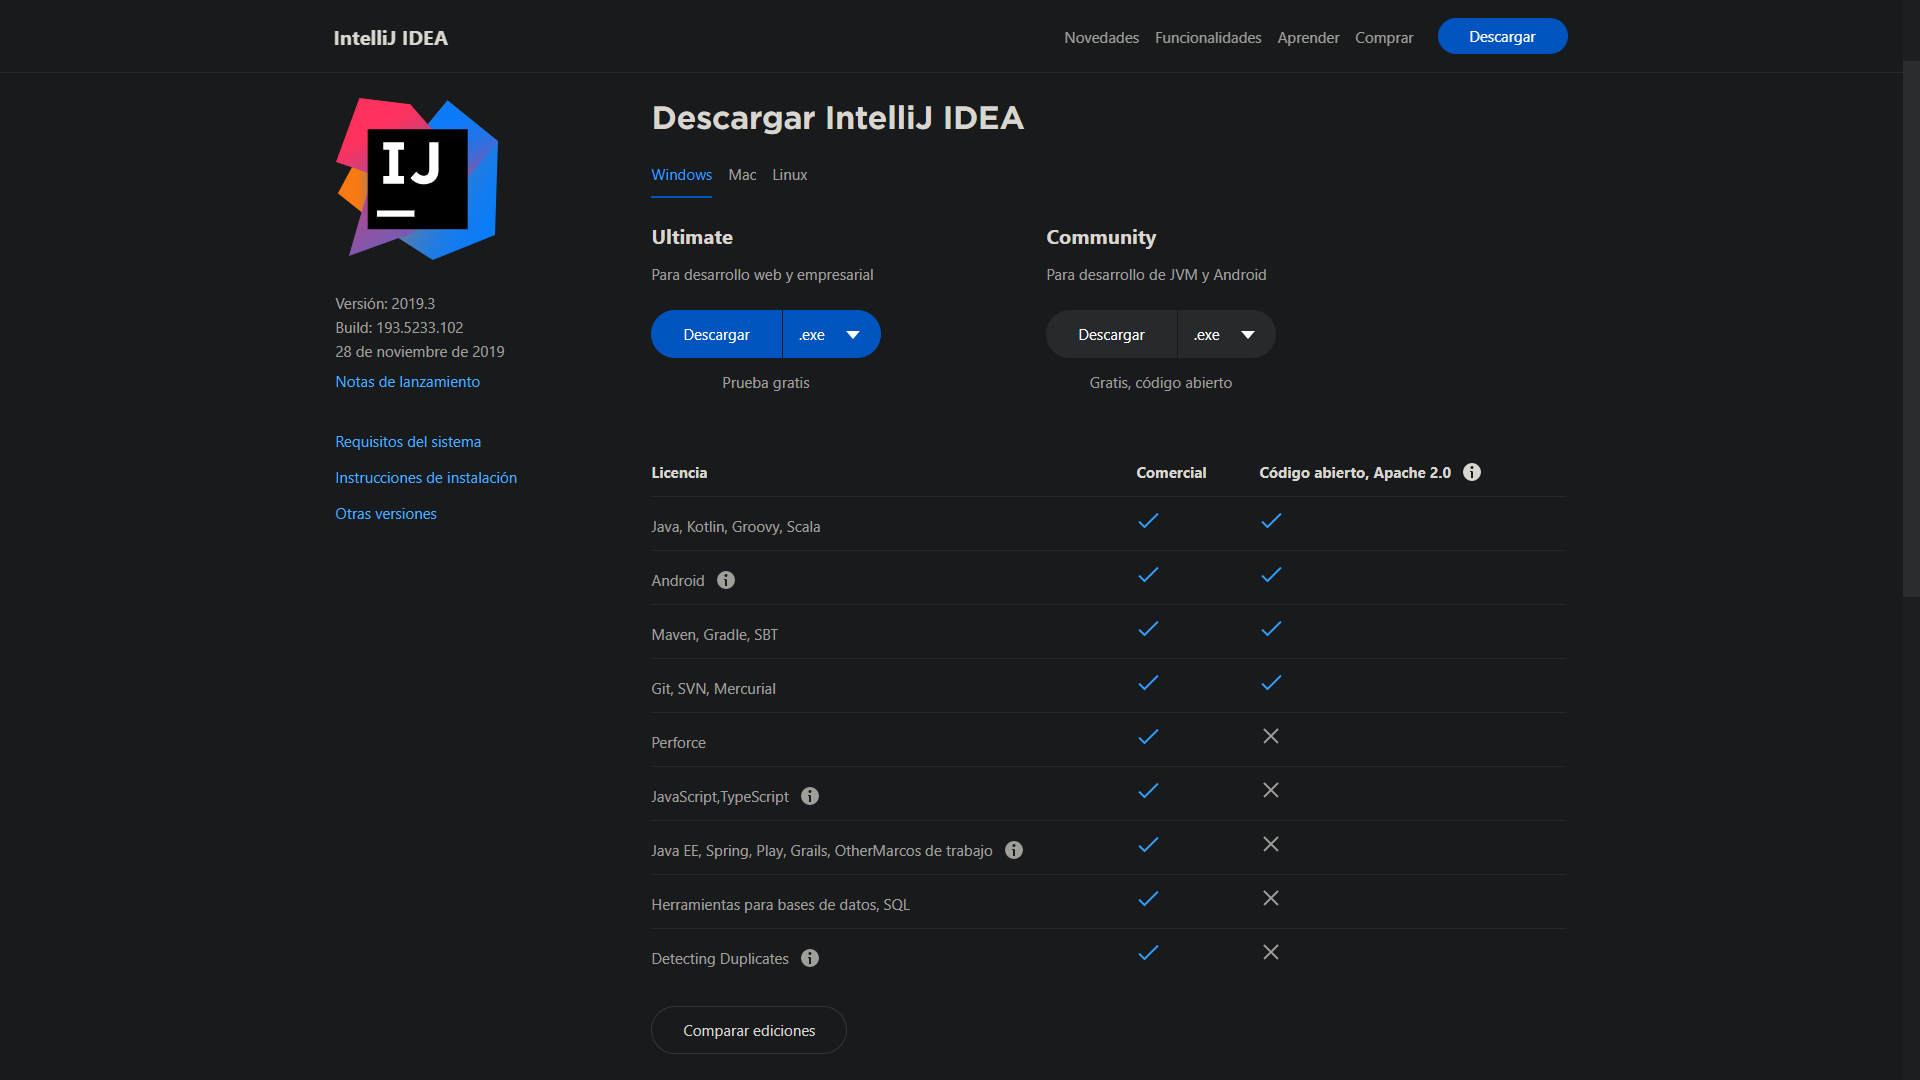 IntelliJ IDEA
Novedades Funcionalidades Aprender Comprar Descargar
IJ
Versión: 2019.3
Build: 193.5233.102
28 de noviembre de 2019
Notas de lanzamiento
Requisitos del sistema
Instrucciones de instalación
Otras versiones
Descargar IntelliJ IDEA
Windows Mac Linux
Ultimate
Para desarrollo web y empresarial
Descargar .exe
Prueba gratis
Community
Para desarrollo de JVM y Android
Descargar .exe
Gratis, código abierto
Licencia Comercial Código abierto, Apache 2.0
Java, Kotlin, Groovy, Scala
Android
Maven, Gradle, SBT
Git, SVN, Mercurial
Perforce
JavaScript,TypeScript
Java EE, Spring, Play, Grails, OtherMarcos de trabajo
Herramientas para bases de datos, SQL
Detecting Duplicates
Comparar ediciones